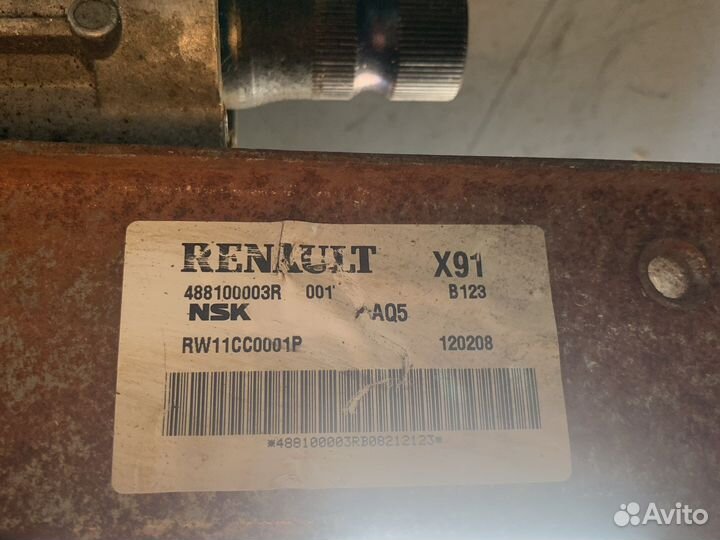 RENAULT X91
488100003R 001 B123
NSK AQ5
RW11CC0001P 120208
*488100003RB08212123*
Avito